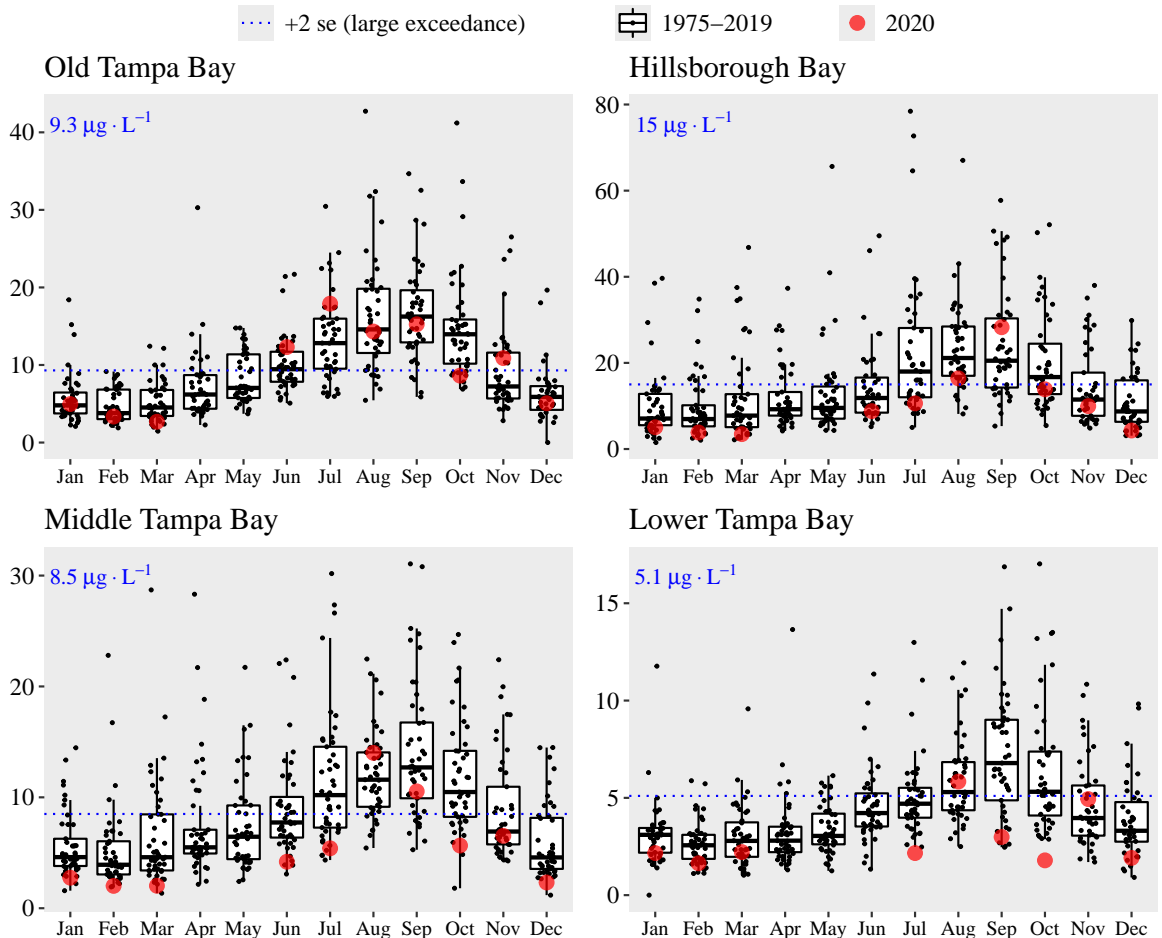 +2 se (large exceedance) 1975–2019 2020
Old Tampa Bay
9.3 µg · L⁻¹
40
30
20
10
0
Jan Feb Mar Apr May Jun Jul Aug Sep Oct Nov Dec
Hillsborough Bay
15 µg · L⁻¹
80
60
40
20
0
Jan Feb Mar Apr May Jun Jul Aug Sep Oct Nov Dec
Middle Tampa Bay
8.5 µg · L⁻¹
30
20
10
0
Jan Feb Mar Apr May Jun Jul Aug Sep Oct Nov Dec
Lower Tampa Bay
5.1 µg · L⁻¹
15
10
5
0
Jan Feb Mar Apr May Jun Jul Aug Sep Oct Nov Dec